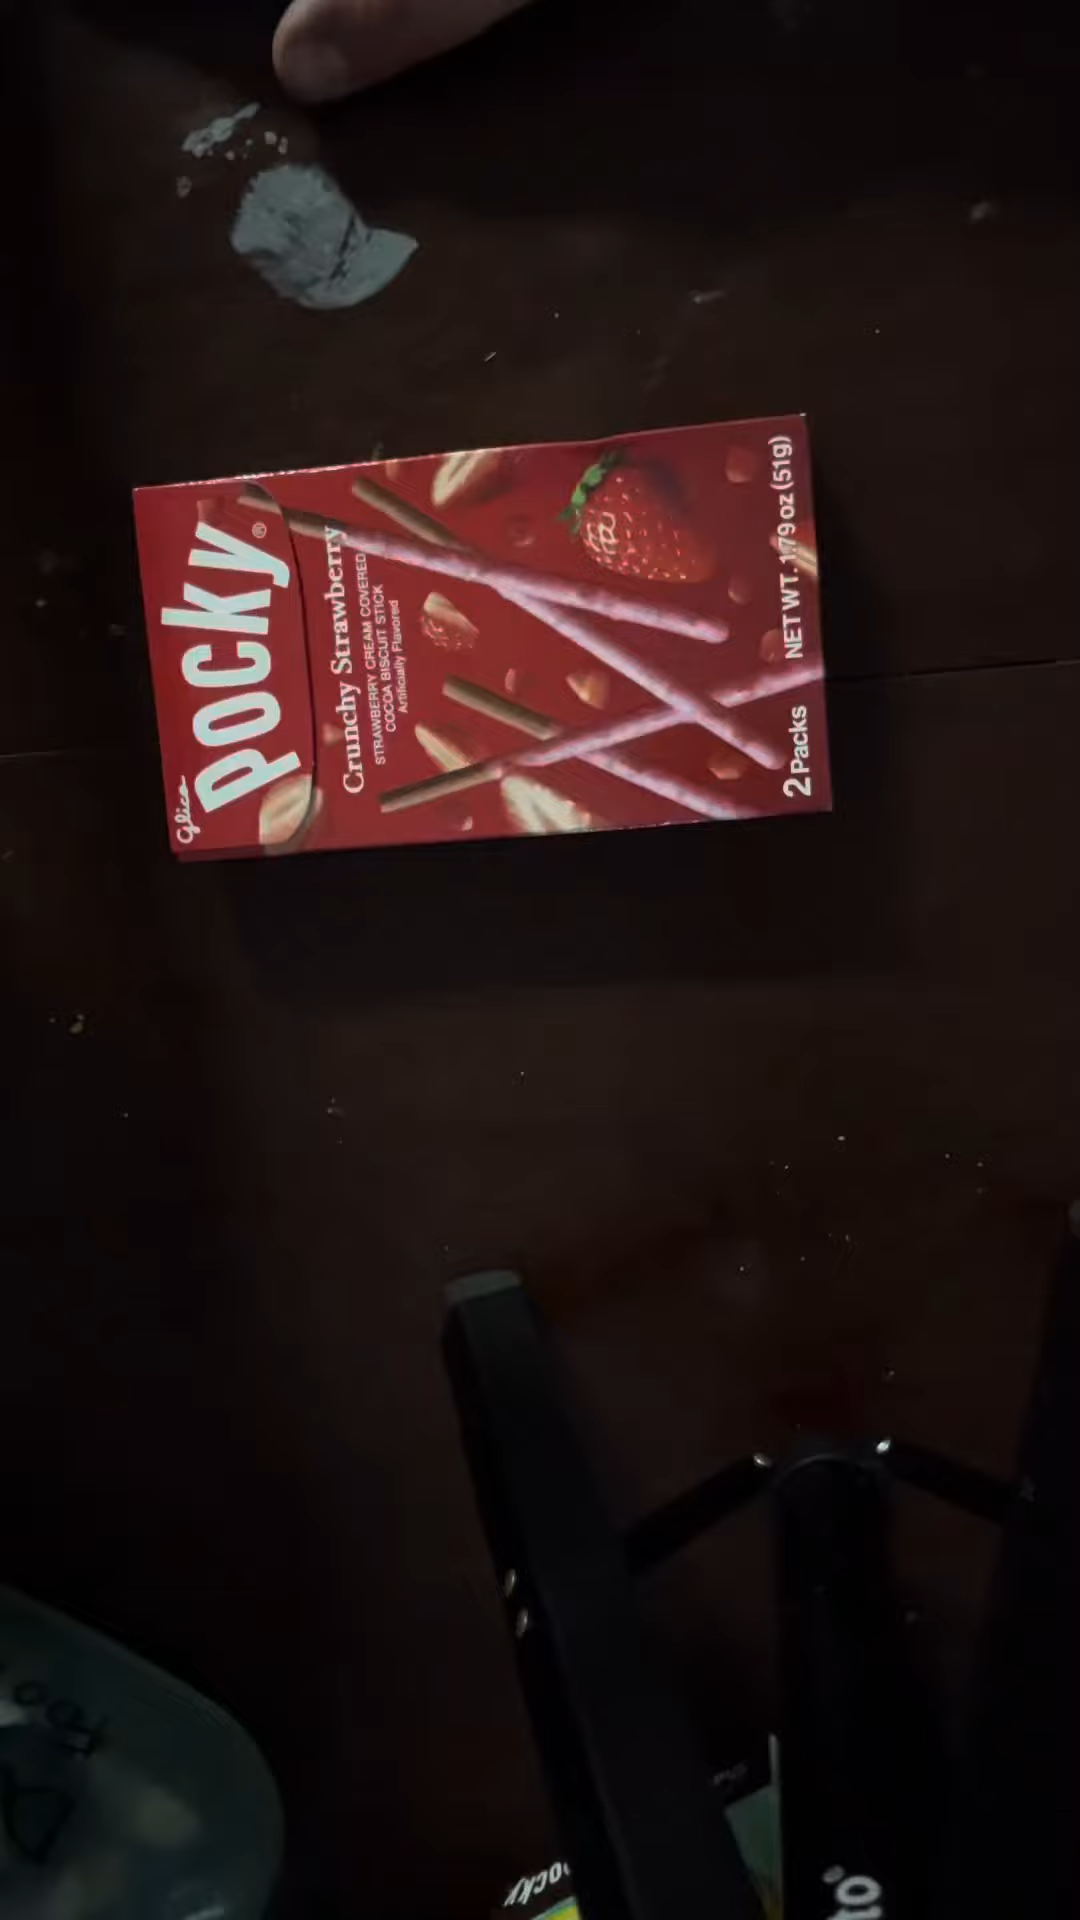 Glico
pocky®
Crunchy Strawberry
STRAWBERRY CREAM COVERED
COCOA BISCUIT STICK
Artificially Flavored
2 Packs NET WT. 1.79 oz (51g)